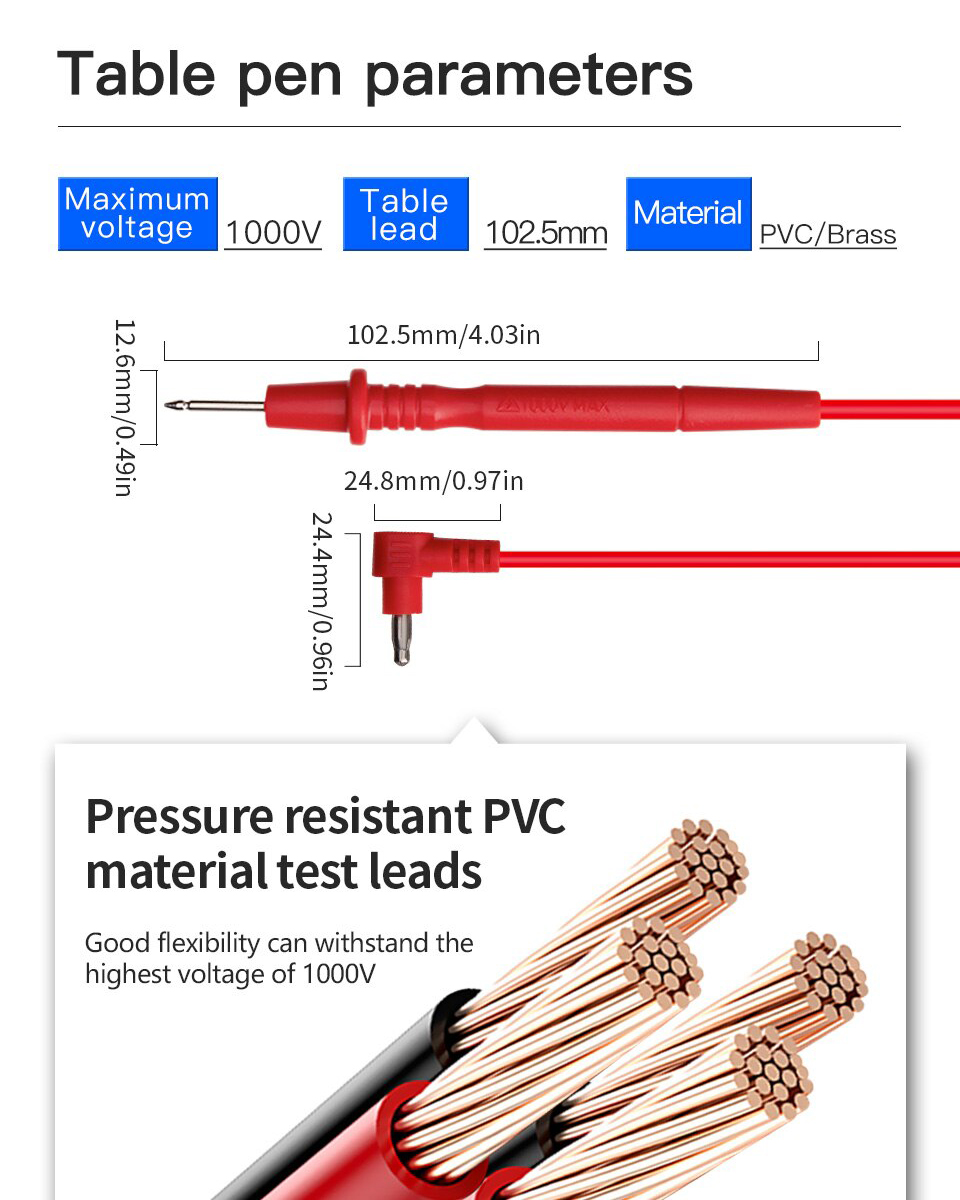 Table pen parameters
Maximum
voltage
1000V
Table
lead
102.5mm
Material
PVC/Brass
102.5mm/4.03in
12.6mm/0.49in
1000V MAX
24.8mm/0.97in
24.4mm/0.96in
Pressure resistant PVC
material test leads
Good flexibility can withstand the
highest voltage of 1000V